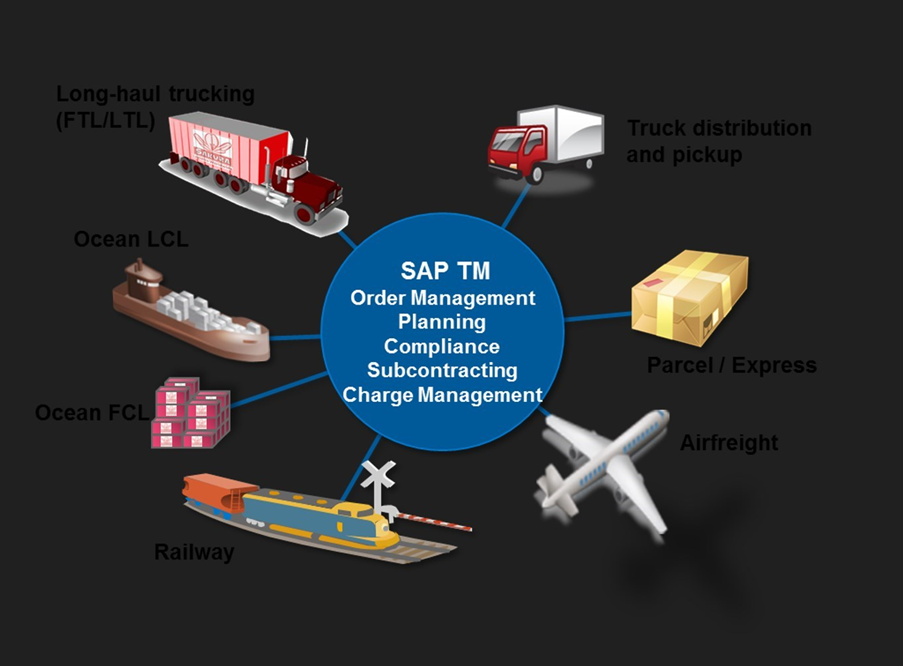 Long-haul trucking
(FTL/LTL)
Truck distribution
and pickup
Ocean LCL
SAP TM
Order Management
Planning
Compliance
Subcontracting
Charge Management
Parcel / Express
Ocean FCL
Airfreight
Railway